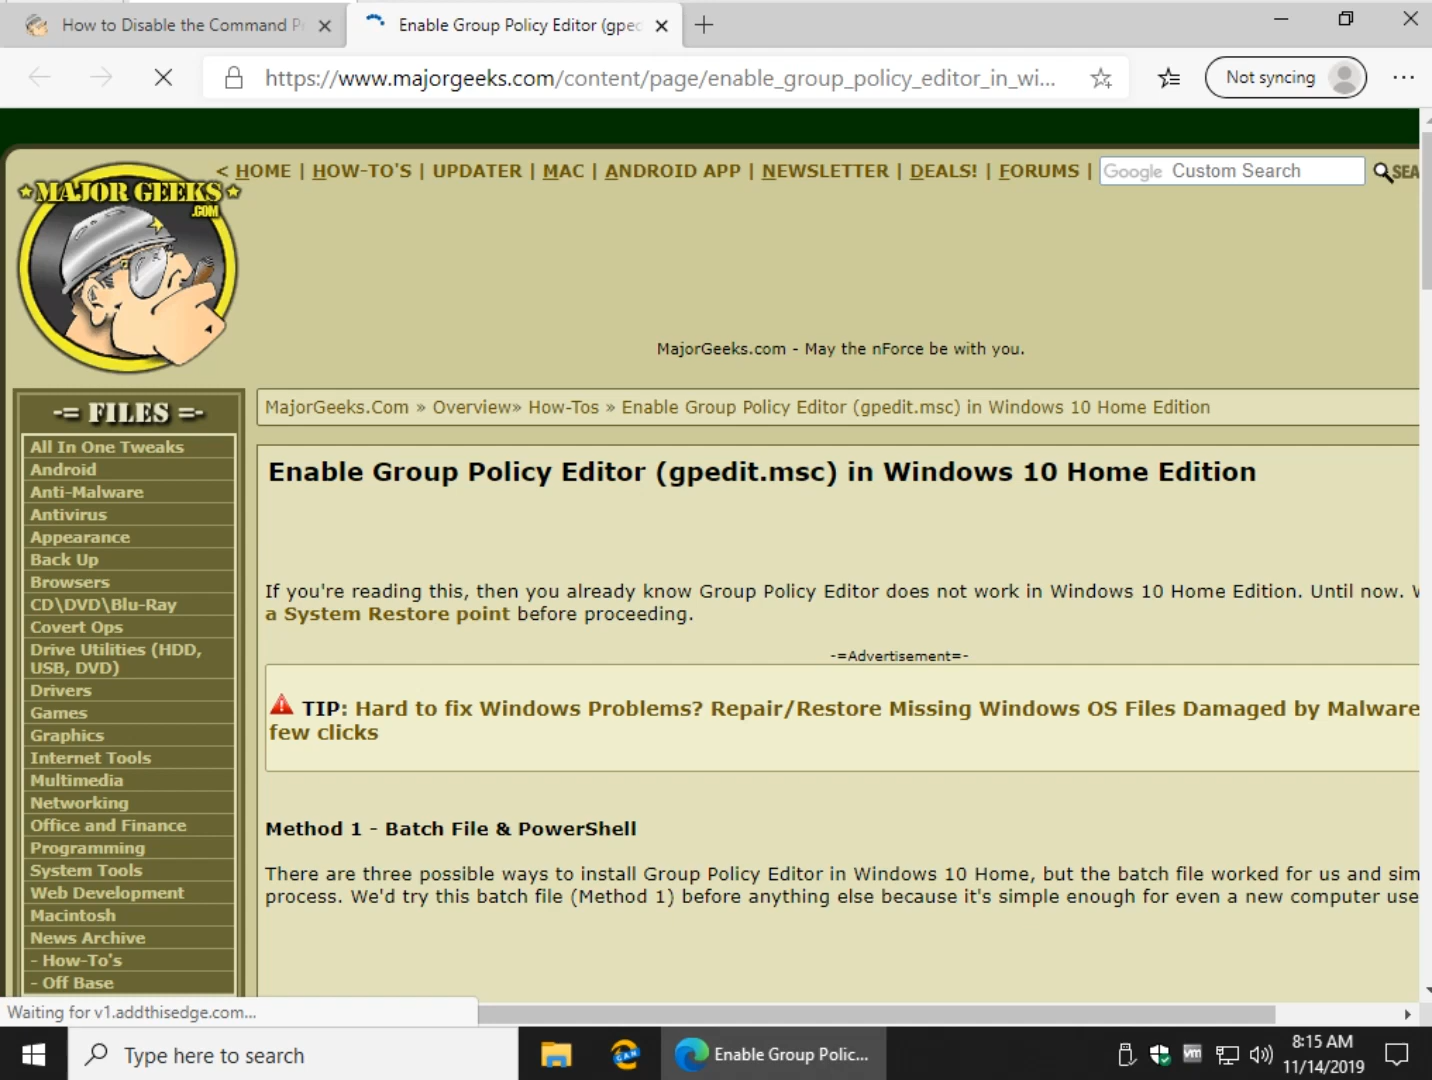 How to Disable the Command P
Enable Group Policy Editor (gpec
https://www.majorgeeks.com/content/page/enable_group_policy_editor_in_wi...
Not syncing
MAJOR GEEKS
.COM
< HOME | HOW-TO'S | UPDATER | MAC | ANDROID APP | NEWSLETTER | DEALS! | FORUMS |
Google Custom Search
SEA
MajorGeeks.com - May the nForce be with you.
-= FILES =-
All In One Tweaks
Android
Anti-Malware
Antivirus
Appearance
Back Up
Browsers
CD\DVD\Blu-Ray
Covert Ops
Drive Utilities (HDD,
USB, DVD)
Drivers
Games
Graphics
Internet Tools
Multimedia
Networking
Office and Finance
Programming
System Tools
Web Development
Macintosh
News Archive
- How-To's
- Off Base
MajorGeeks.Com » Overview» How-Tos » Enable Group Policy Editor (gpedit.msc) in Windows 10 Home Edition
Enable Group Policy Editor (gpedit.msc) in Windows 10 Home Edition
If you're reading this, then you already know Group Policy Editor does not work in Windows 10 Home Edition. Until now.
a System Restore point before proceeding.
-=Advertisement=-
TIP: Hard to fix Windows Problems? Repair/Restore Missing Windows OS Files Damaged by Malware
few clicks
Method 1 - Batch File & PowerShell
There are three possible ways to install Group Policy Editor in Windows 10 Home, but the batch file worked for us and sim
process. We'd try this batch file (Method 1) before anything else because it's simple enough for even a new computer use
Waiting for v1.addthisedge.com...
Type here to search
CAN
Enable Group Polic...
vm
8:15 AM
11/14/2019